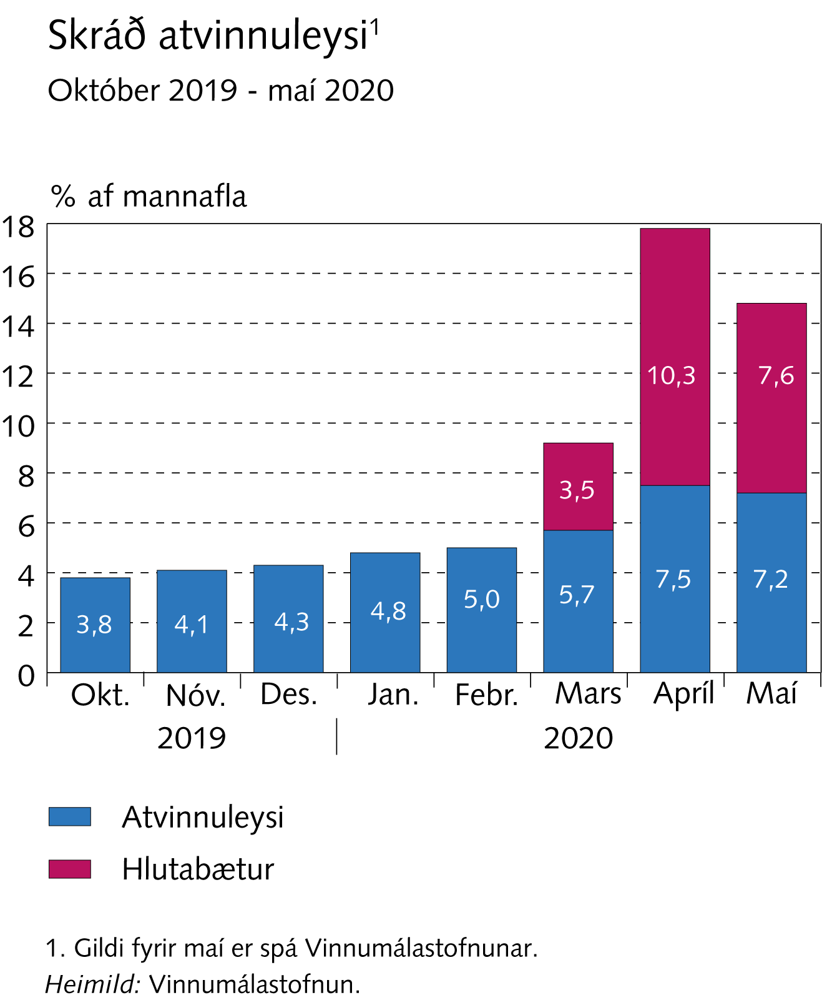 Skráð atvinnuleysi¹
Október 2019 - maí 2020
% af mannafla
18
16
14
12
10
8
6
4
2
0
10,3
7,6
3,5
3,8
4,1
4,3
4,8
5,0
5,7
7,5
7,2
Okt. Nóv. Des. Jan. Febr. Mars Apríl Maí
2019 2020
Atvinnuleysi
Hlutabætur
1. Gildi fyrir maí er spá Vinnumálastofnunar.
Heimild: Vinnumálastofnun.